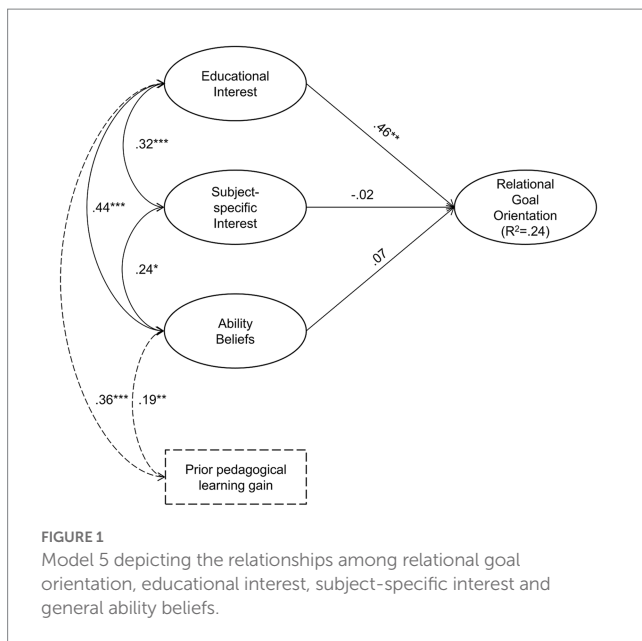 Educational
Interest
.46**
.32***
Subject-
specific
Interest
-.02
Relational
Goal
Orientation
(R²=.24)
.44***
.24*
.07
Ability
Beliefs
.36***
.19**
Prior pedagogical
learning gain
FIGURE 1
Model 5 depicting the relationships among relational goal
orientation, educational interest, subject-specific interest and
general ability beliefs.